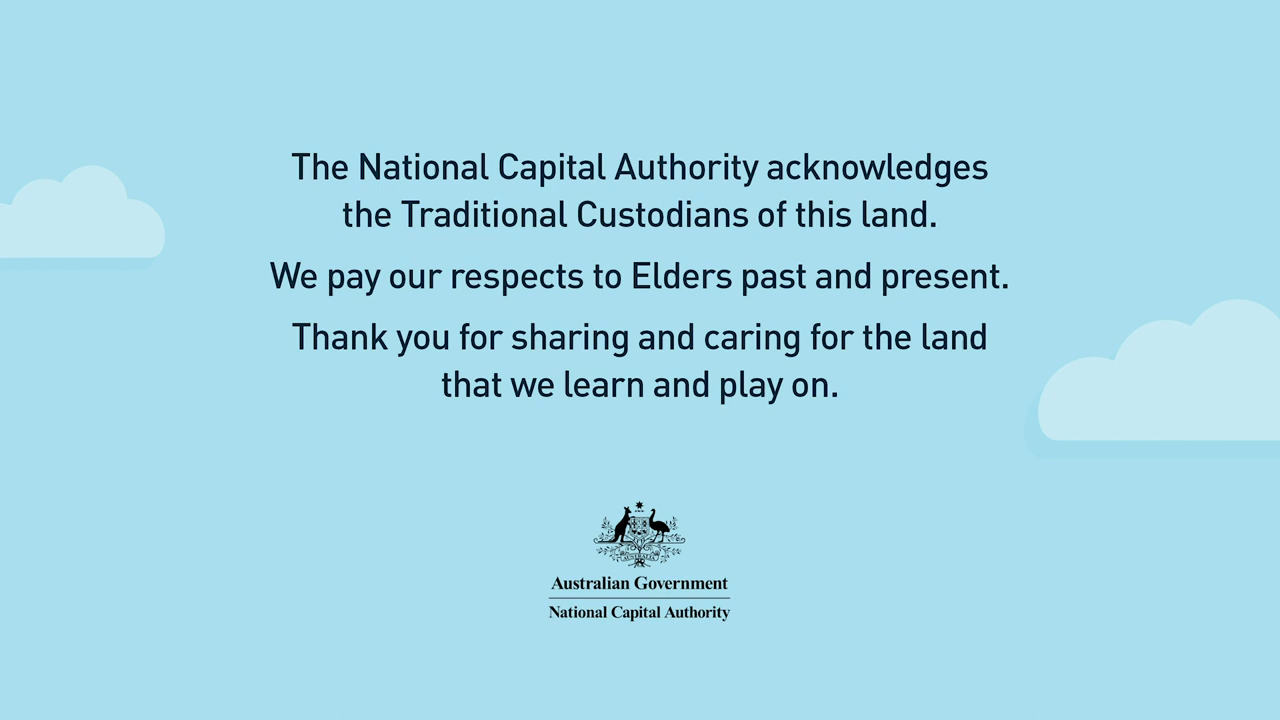 The National Capital Authority acknowledges
the Traditional Custodians of this land.
We pay our respects to Elders past and present.
Thank you for sharing and caring for the land
that we learn and play on.
AUSTRALIA
Australian Government
National Capital Authority